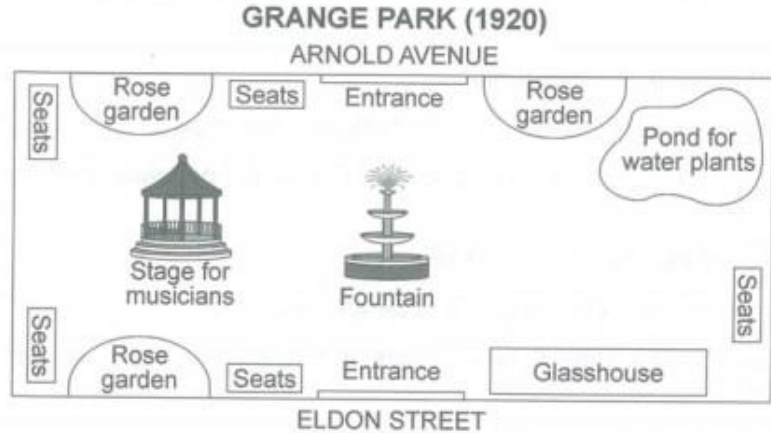 GRANGE PARK (1920)
ARNOLD AVENUE
Seats
Rose
garden
Seats
Entrance
Rose
garden
Pond for
water plants
Stage for
musicians
Fountain
Seats
Seats
Rose
garden
Seats
Entrance
Glasshouse
ELDON STREET